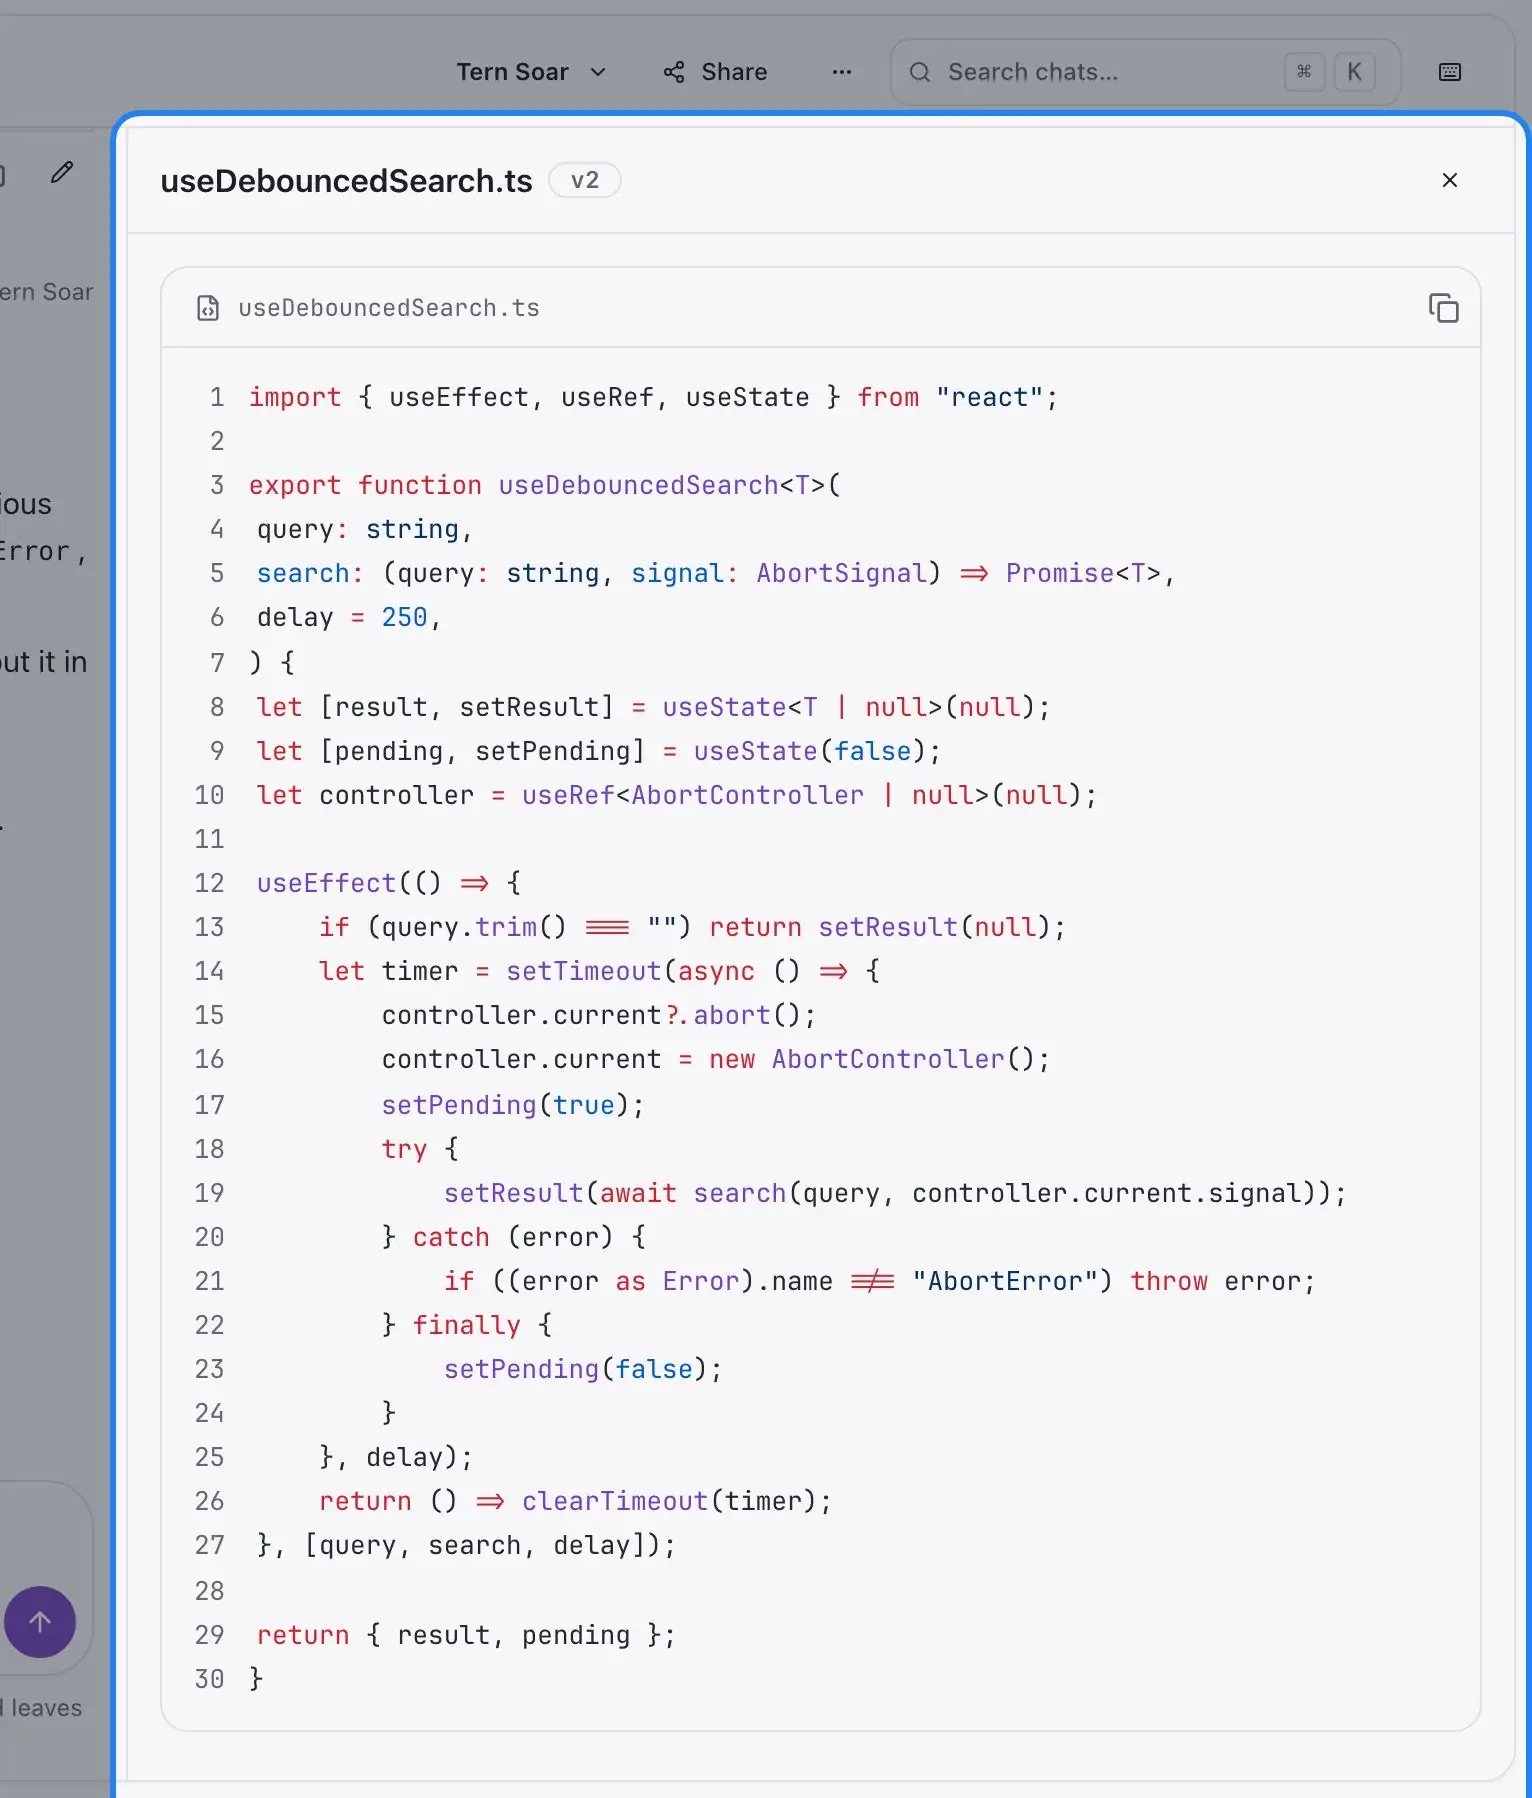 Tern Soar Share ... Search chats... ⌘ K
useDebouncedSearch.ts v2
ern Soar
useDebouncedSearch.ts
1 import { useEffect, useRef, useState } from "react";
2
3 export function useDebouncedSearch<T>(
ious
4 query: string,
Error,
5 search: (query: string, signal: AbortSignal) => Promise<T>,
6 delay = 250,
out it in
7 ) {
8 let [result, setResult] = useState<T | null>(null);
9 let [pending, setPending] = useState(false);
10 let controller = useRef<AbortController | null>(null);
.
11
12 useEffect(() => {
13 if (query.trim() === "") return setResult(null);
14 let timer = setTimeout(async () => {
15 controller.current?.abort();
16 controller.current = new AbortController();
17 setPending(true);
18 try {
19 setResult(await search(query, controller.current.signal));
20 } catch (error) {
21 if ((error as Error).name !== "AbortError") throw error;
22 } finally {
23 setPending(false);
24 }
25 }, delay);
26 return () => clearTimeout(timer);
27 }, [query, search, delay]);
28
29 return { result, pending };
30 }
leaves